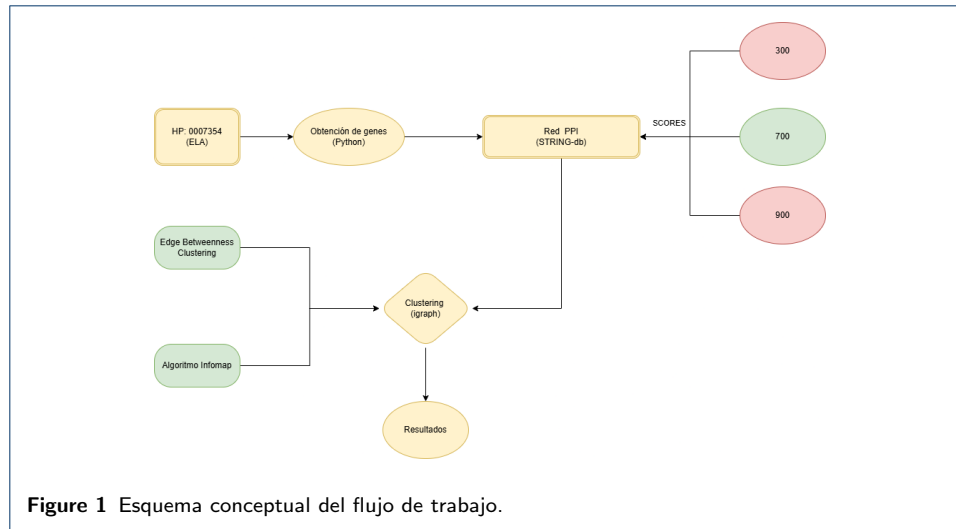 300
HP: 0007354
(ELA)
Obtención de genes
(Python)
Red PPI
(STRING-db)
SCORES
700
900
Edge Betweenness
Clustering
Clustering
(igraph)
Algoritmo Infomap
Resultados
Figure 1 Esquema conceptual del flujo de trabajo.